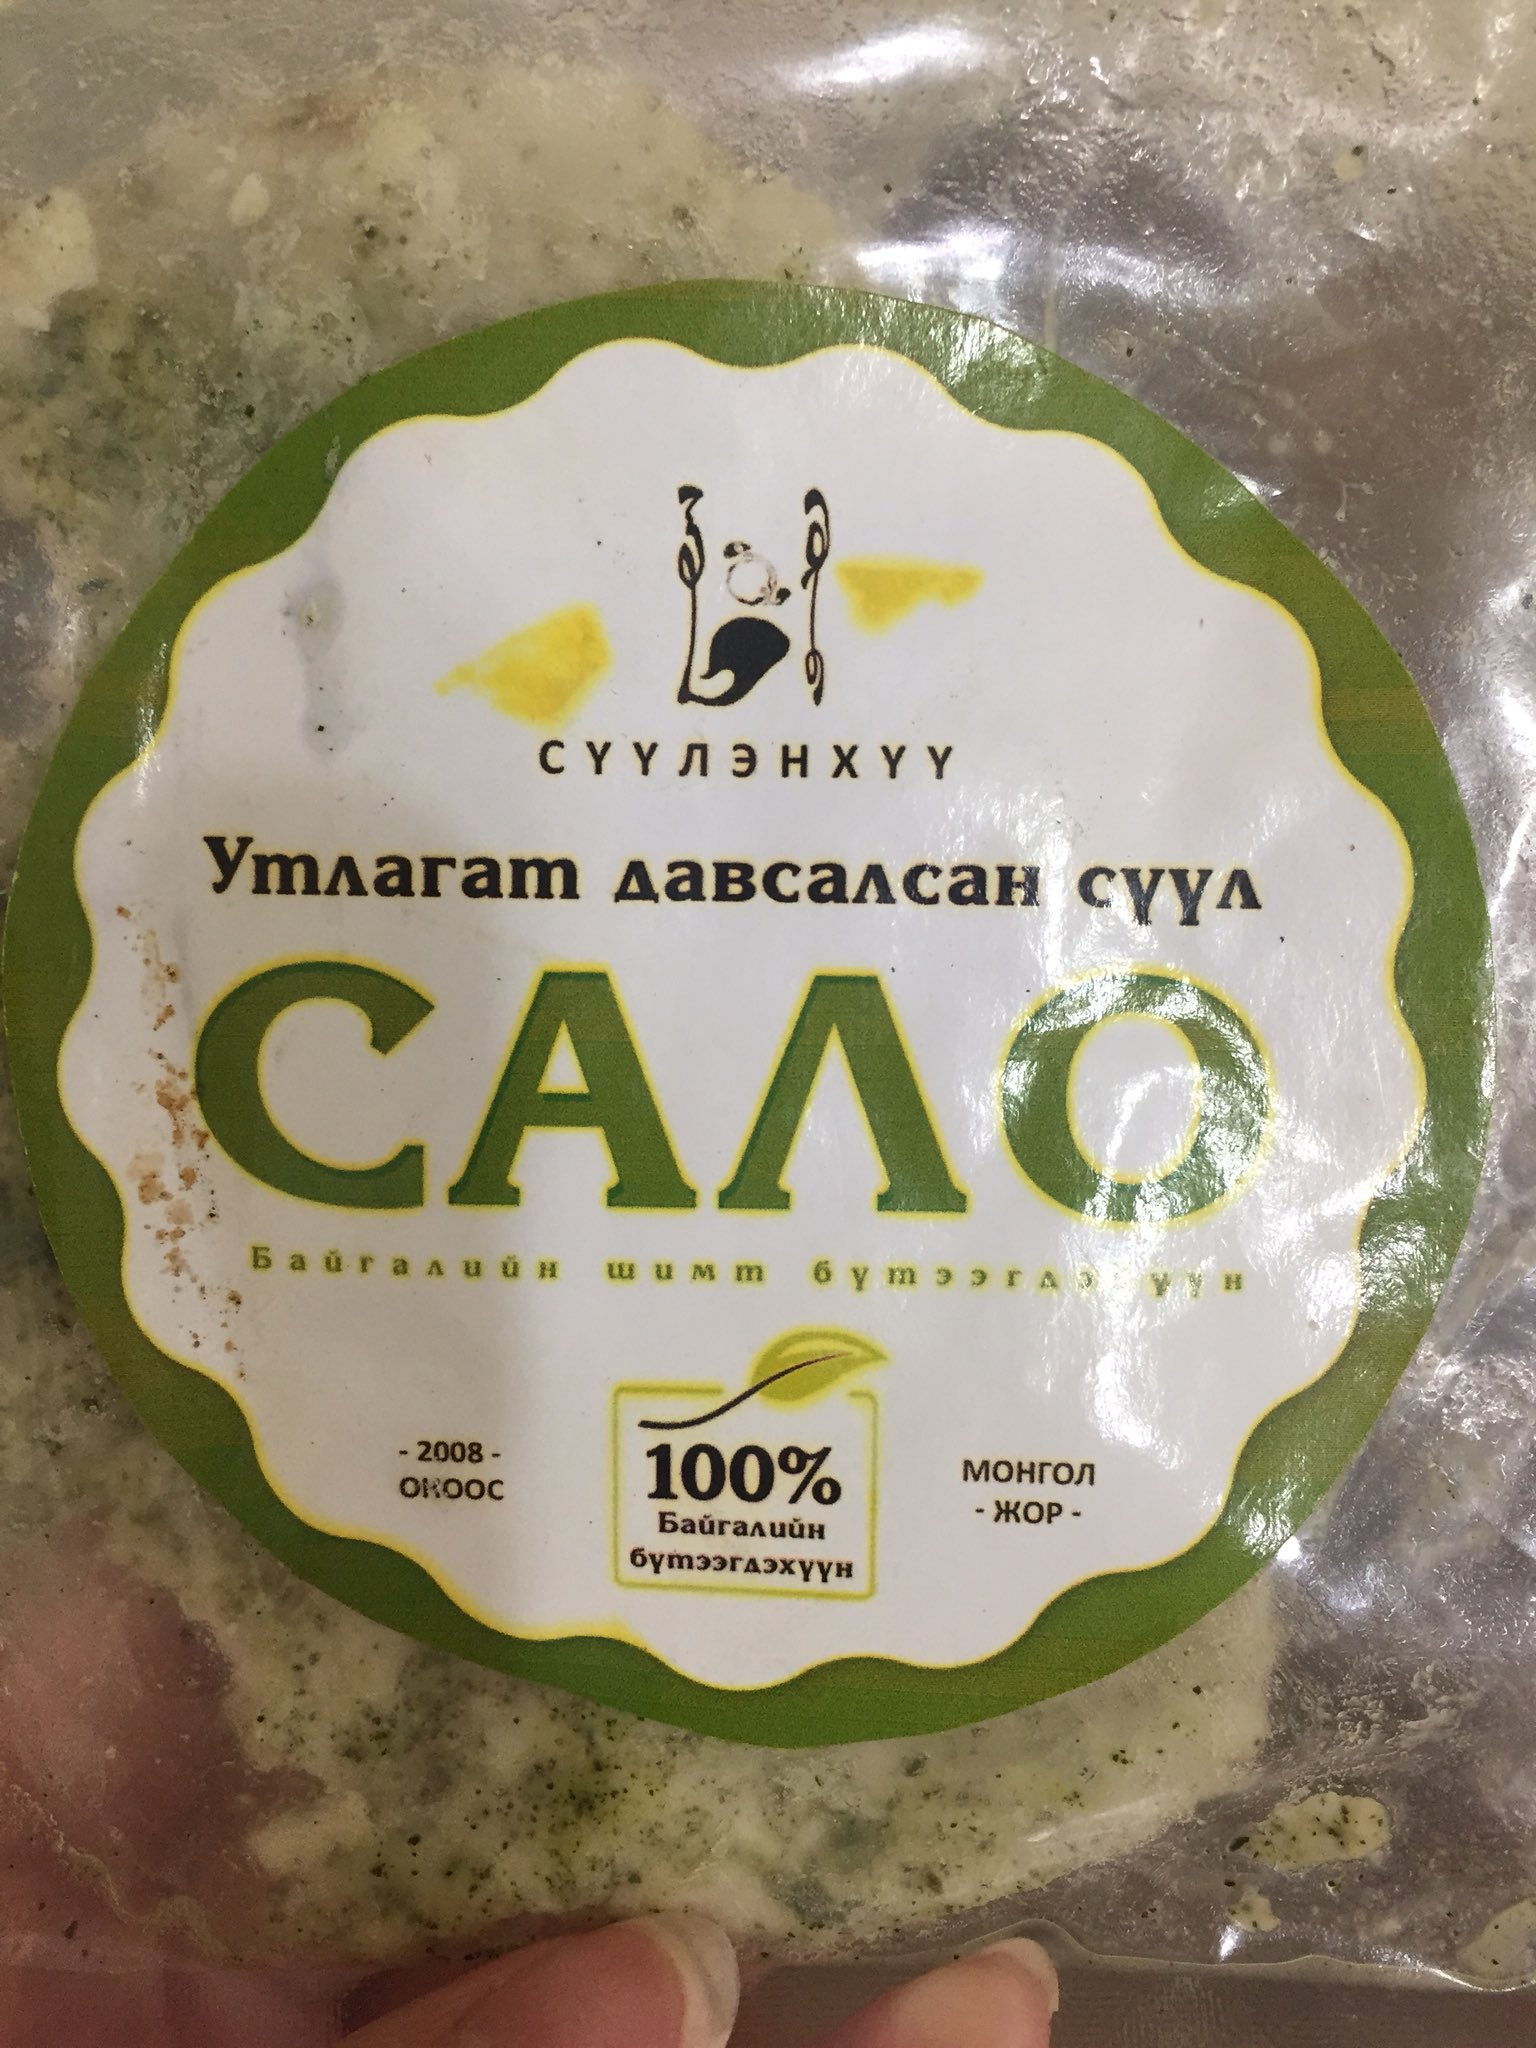 СҮҮЛЭНХҮҮ
Утлагат давсалсан сүүл
САЛО
Байгалийн шимт бүтээгдэхүүн
- 2008 -
ОНООС
100%
Байгалийн
бүтээгдэхүүн
МОНГОЛ
- ЖОР -